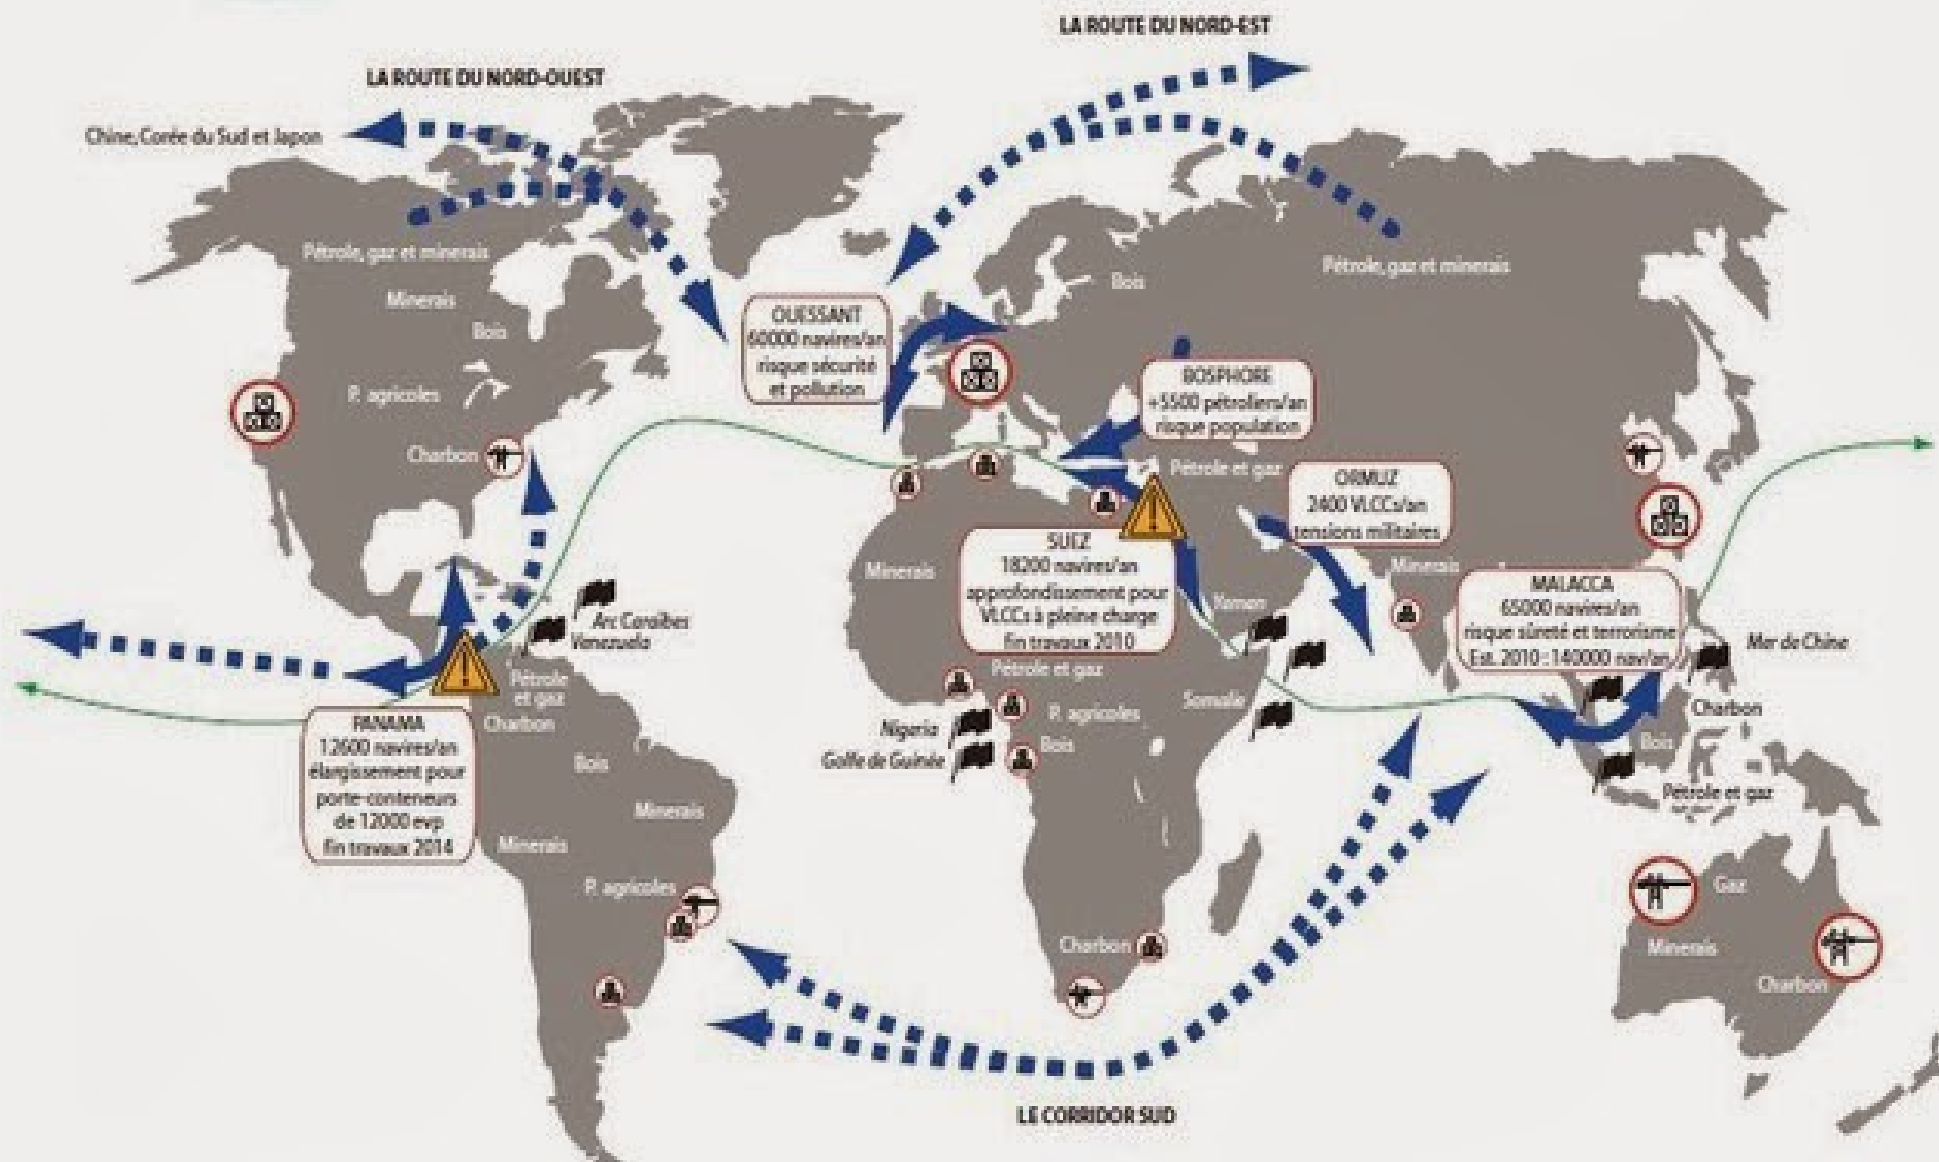 LA ROUTE DU NORD-EST
LA ROUTE DU NORD-OUEST
Chine, Corée du Sud et Japon
Pétrole, gaz et minerais
Minerais
Bois
P. agricoles
Charbon
Pétrole, gaz et minerais
Bois
OUESSANT
60000 navires/an
risque sécurité
et pollution
BOSPHORE
+5500 pétroliers/an
risque population
Pétrole et gaz
ORMUZ
2400 VLCCs/an
tensions militaires
SUEZ
18200 navires/an
approfondissement pour
VLCCs à pleine charge
fin travaux 2010
Minerais
Minerais
MALACCA
65000 navires/an
risque sûreté et terrorisme
Est. 2010 : 140000 nav/an
Mer de Chine
Yemen
Somalie
Arc Caraïbes
Venezuela
Pétrole
et gaz
Charbon
PANAMA
12600 navires/an
élargissement pour
porte-conteneurs
de 12000 evp
fin travaux 2014
Bois
Minerais
Minerais
P. agricoles
Pétrole et gaz
P. agricoles
Bois
Nigeria
Golfe de Guinée
Charbon
Charbon
Bois
Pétrole et gaz
Gaz
Minerais
Charbon
LE CORRIDOR SUD